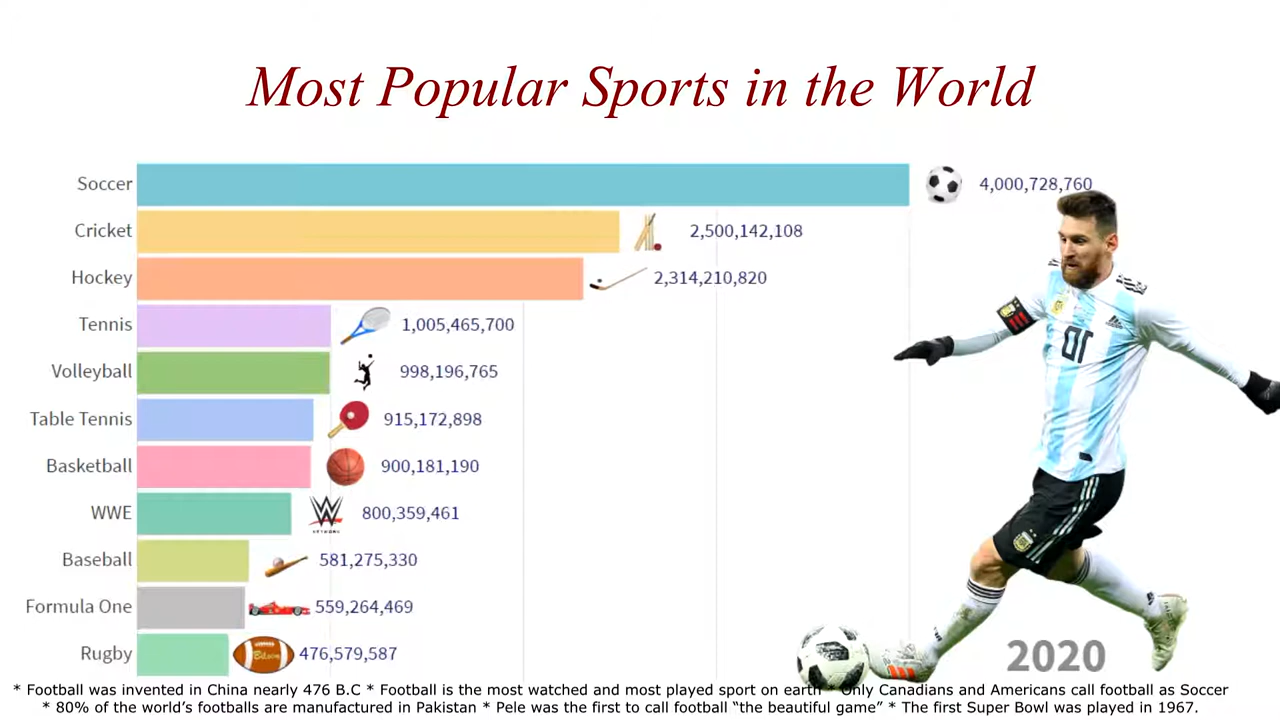 Most Popular Sports in the World
Soccer 4,000,728,760
Cricket 2,500,142,108
Hockey 2,314,210,820
Tennis 1,005,465,700
Volleyball 998,196,765
Table Tennis 915,172,898
Basketball 900,181,190
WWE W NETWORK 800,359,461
Baseball 581,275,330
Formula One 559,264,469
Rugby 476,579,587
10
adidas
2020
* Football was invented in China nearly 476 B.C * Football is the most watched and most played sport on earth * Only Canadians and Americans call football as Soccer
* 80% of the world’s footballs are manufactured in Pakistan * Pele was the first to call football “the beautiful game” * The first Super Bowl was played in 1967.